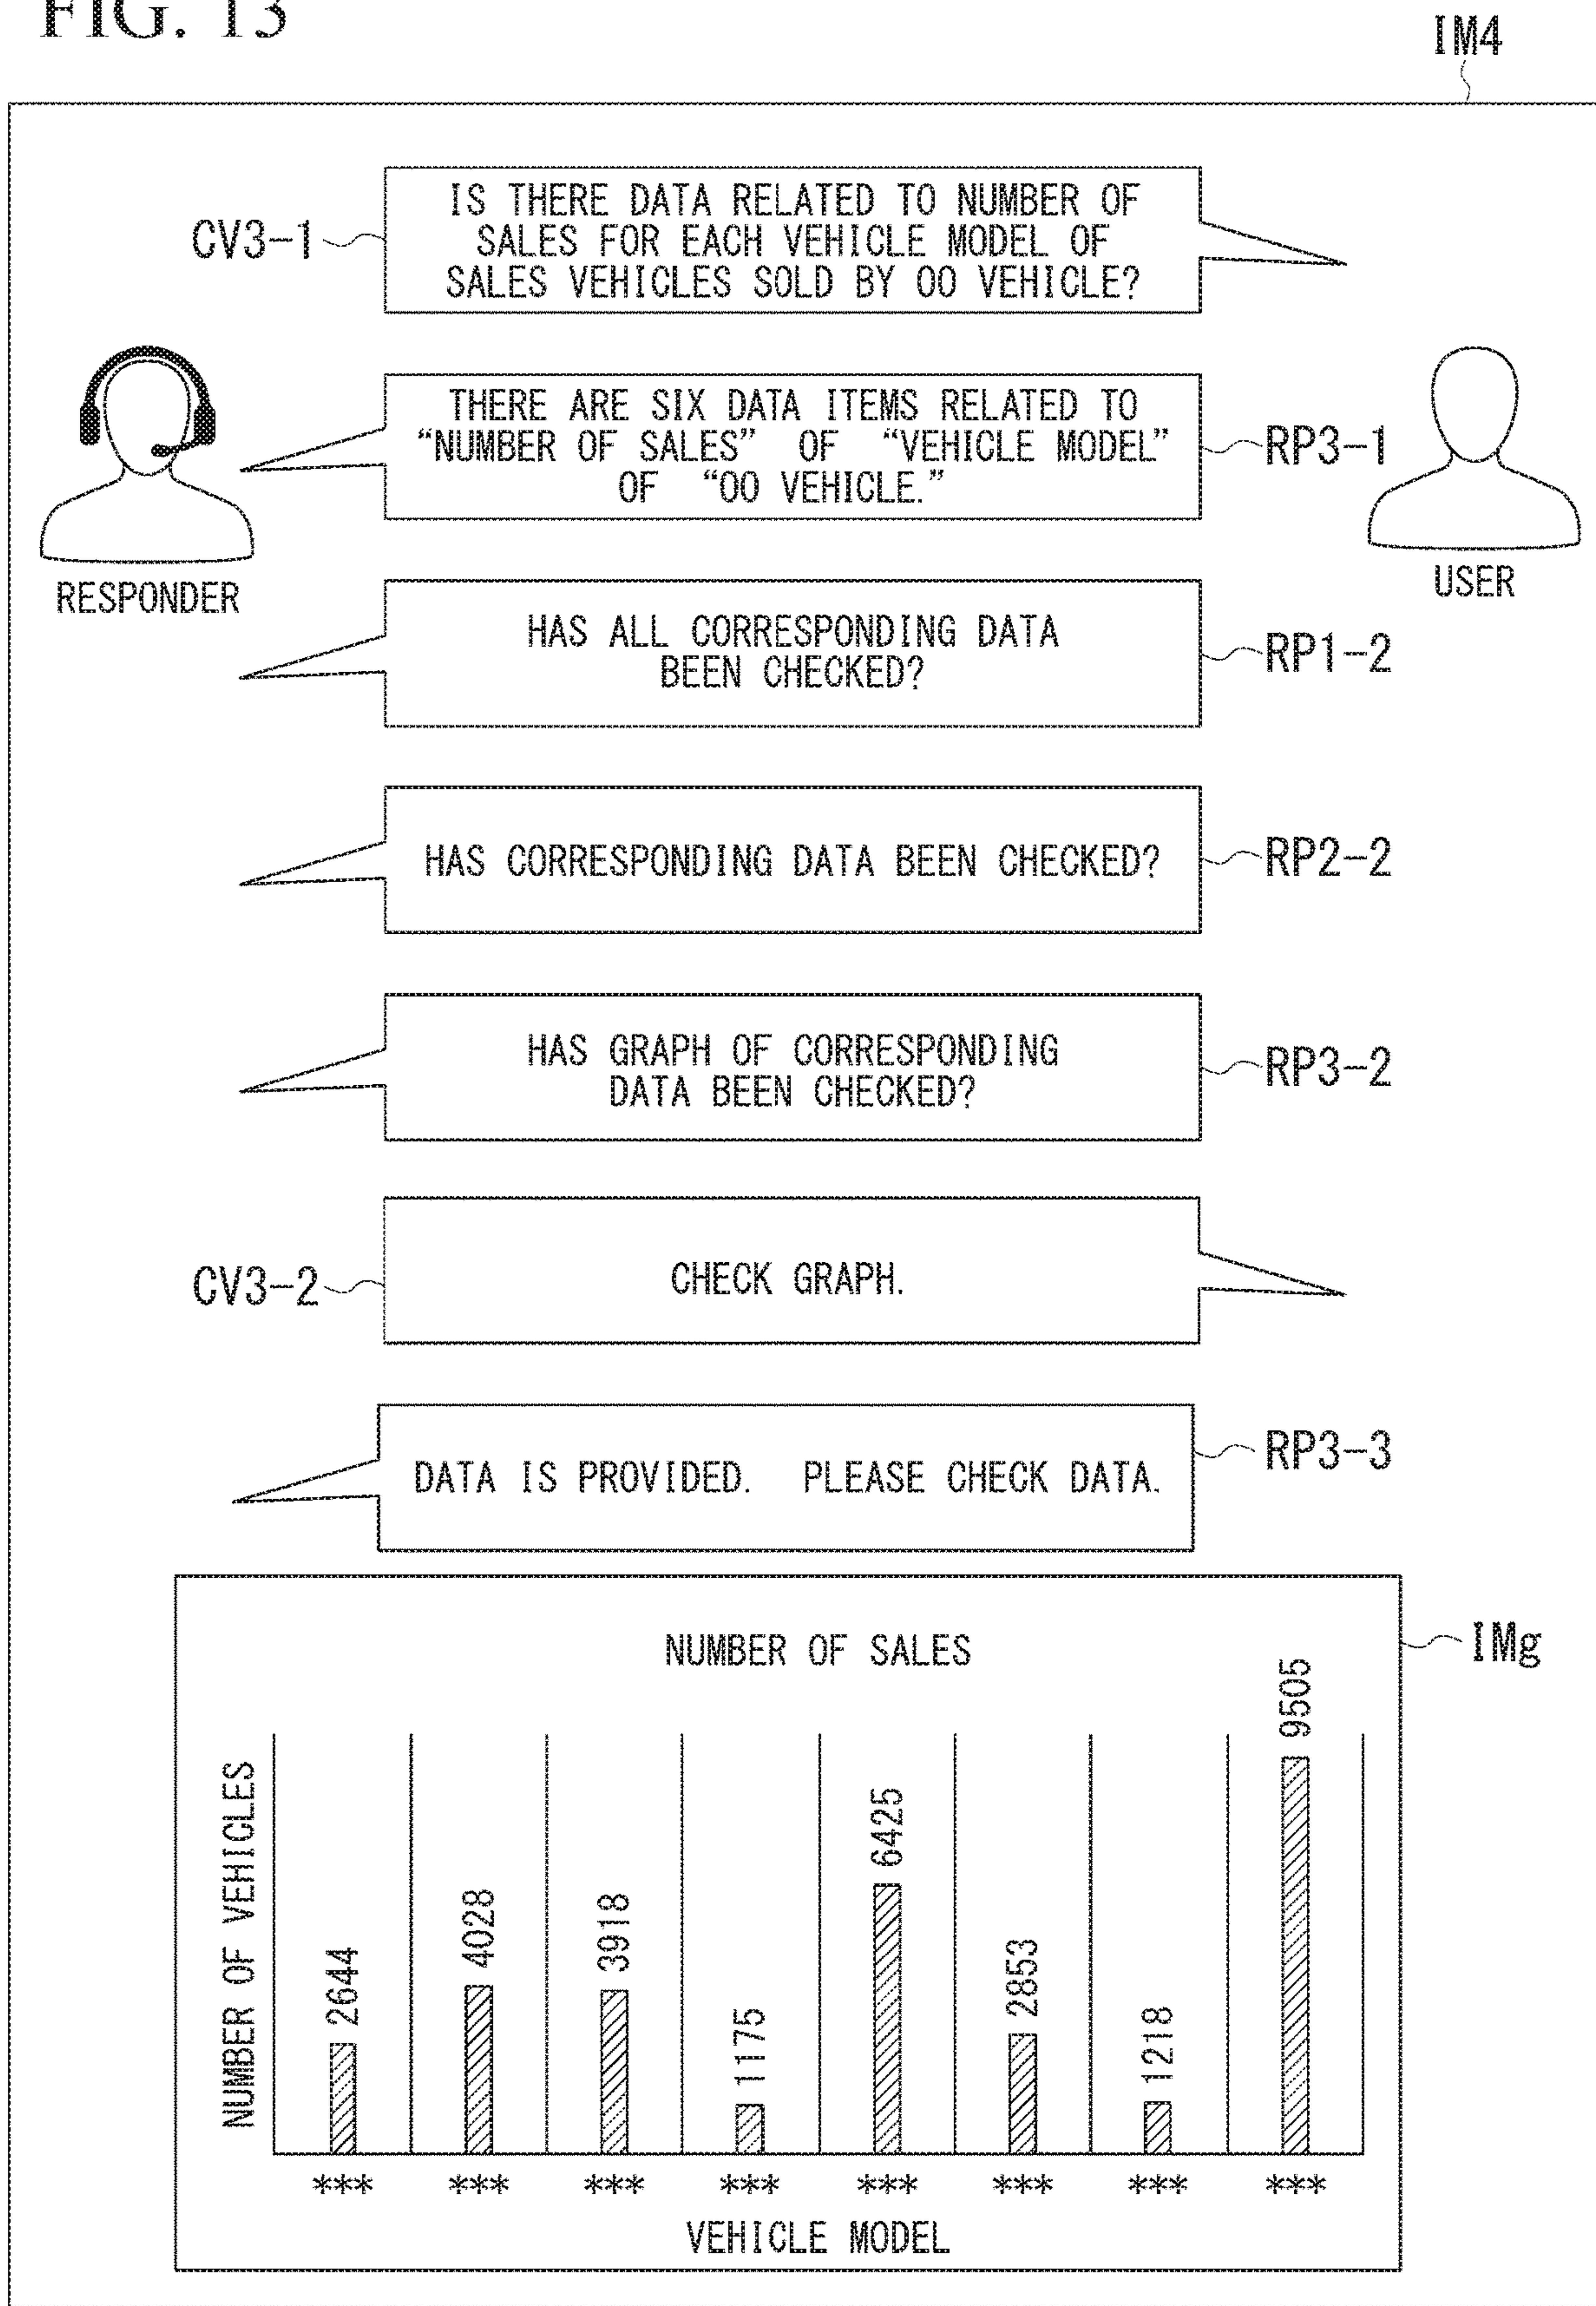 FIG. 13
IM4
CV3-1
IS THERE DATA RELATED TO NUMBER OF
SALES FOR EACH VEHICLE MODEL OF
SALES VEHICLES SOLD BY OO VEHICLE?
THERE ARE SIX DATA ITEMS RELATED TO
“NUMBER OF SALES” OF “VEHICLE MODEL”
OF “OO VEHICLE.”
RP3-1
RESPONDER
USER
HAS ALL CORRESPONDING DATA
BEEN CHECKED?
RP1-2
HAS CORRESPONDING DATA BEEN CHECKED?
RP2-2
HAS GRAPH OF CORRESPONDING
DATA BEEN CHECKED?
RP3-2
CV3-2
CHECK GRAPH.
DATA IS PROVIDED. PLEASE CHECK DATA.
RP3-3
IMg
NUMBER OF SALES
NUMBER OF VEHICLES
2644
4028
3918
1175
6425
2853
1218
9505
*** *** *** *** *** *** *** ***
VEHICLE MODEL